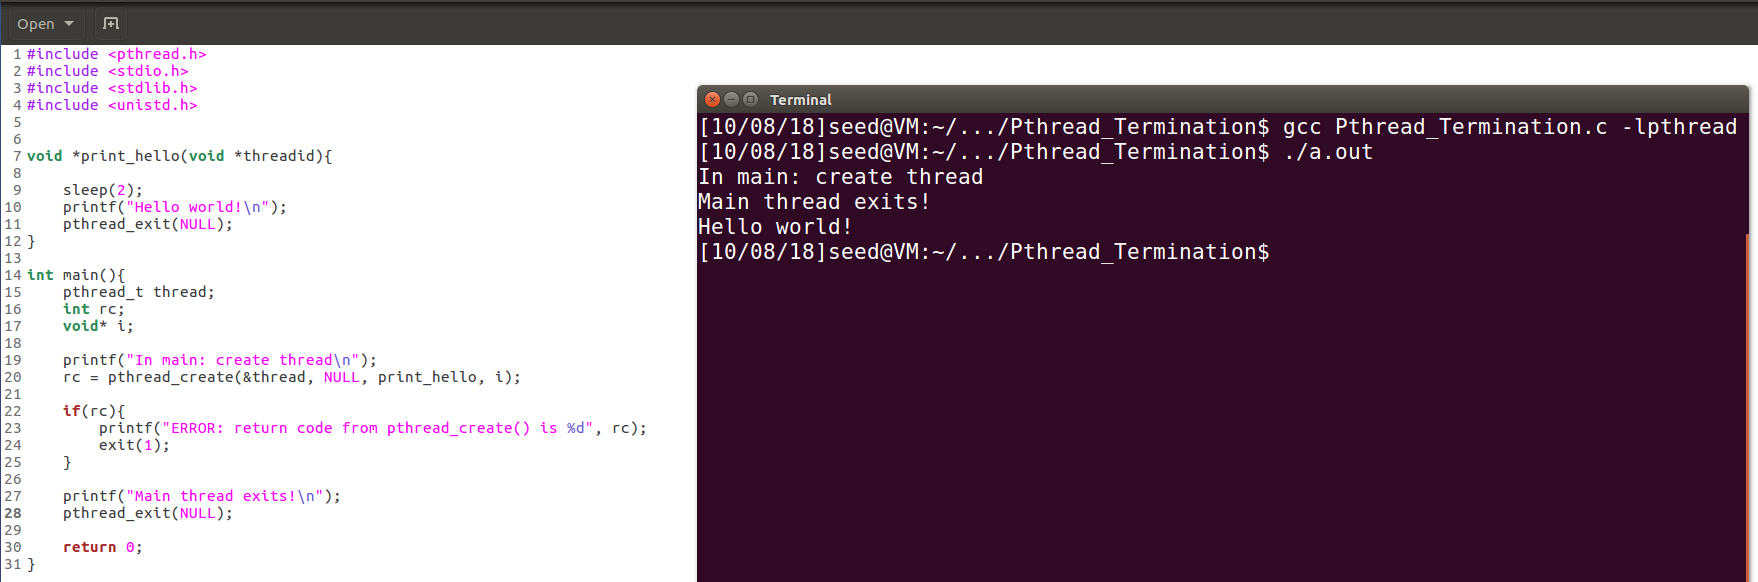 Open
1 #include <pthread.h>
2 #include <stdio.h>
3 #include <stdlib.h>
4 #include <unistd.h>
5
6
7 void *print_hello(void *threadid){
8
9     sleep(2);
10     printf("Hello world!\n");
11     pthread_exit(NULL);
12 }
13
14 int main(){
15     pthread_t thread;
16     int rc;
17     void* i;
18
19     printf("In main: create thread\n");
20     rc = pthread_create(&thread, NULL, print_hello, i);
21
22     if(rc){
23         printf("ERROR: return code from pthread_create() is %d", rc);
24         exit(1);
25     }
26
27     printf("Main thread exits!\n");
28     pthread_exit(NULL);
29
30     return 0;
31 }
Terminal
[10/08/18]seed@VM:~/.../Pthread_Termination$ gcc Pthread_Termination.c -lpthread
[10/08/18]seed@VM:~/.../Pthread_Termination$ ./a.out
In main: create thread
Main thread exits!
Hello world!
[10/08/18]seed@VM:~/.../Pthread_Termination$